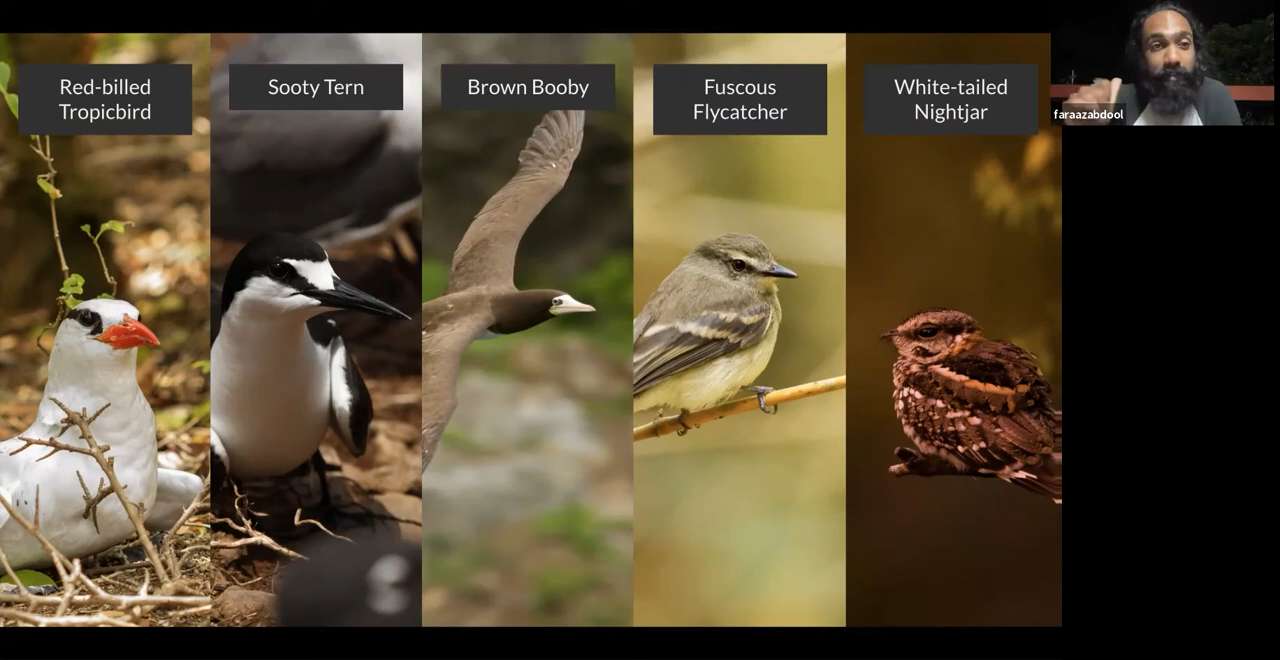 Red-billed
Tropicbird
Sooty Tern
Brown Booby
Fuscous
Flycatcher
White-tailed
Nightjar
faraazabdool